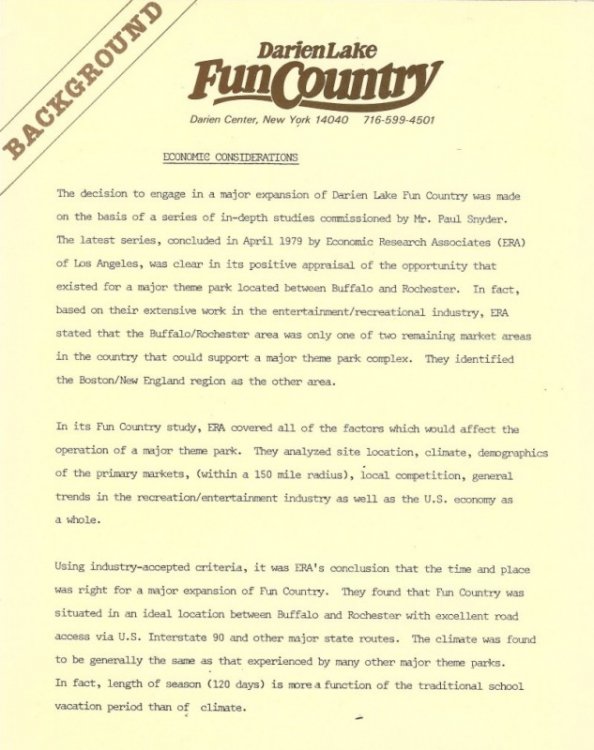 BACKGROUND
Darien Lake
Fun Country
Darien Center, New York 14040 716-599-4501
ECONOMIC CONSIDERATIONS
The decision to engage in a major expansion of Darien Lake Fun Country was made
on the basis of a series of in-depth studies commissioned by Mr. Paul Snyder.
The latest series, concluded in April 1979 by Economic Research Associates (ERA)
of Los Angeles, was clear in its positive appraisal of the opportunity that
existed for a major theme park located between Buffalo and Rochester. In fact,
based on their extensive work in the entertainment/recreational industry, ERA
stated that the Buffalo/Rochester area was only one of two remaining market areas
in the country that could support a major theme park complex. They identified
the Boston/New England region as the other area.
In its Fun Country study, ERA covered all of the factors which would affect the
operation of a major theme park. They analyzed site location, climate, demographics
of the primary markets, (within a 150 mile radius), local competition, general
trends in the recreation/entertainment industry as well as the U.S. economy as
a whole.
Using industry-accepted criteria, it was ERA's conclusion that the time and place
was right for a major expansion of Fun Country. They found that Fun Country was
situated in an ideal location between Buffalo and Rochester with excellent road
access via U.S. Interstate 90 and other major state routes. The climate was found
to be generally the same as that experienced by many other major theme parks.
In fact, length of season (120 days) is more a function of the traditional school
vacation period than of climate.